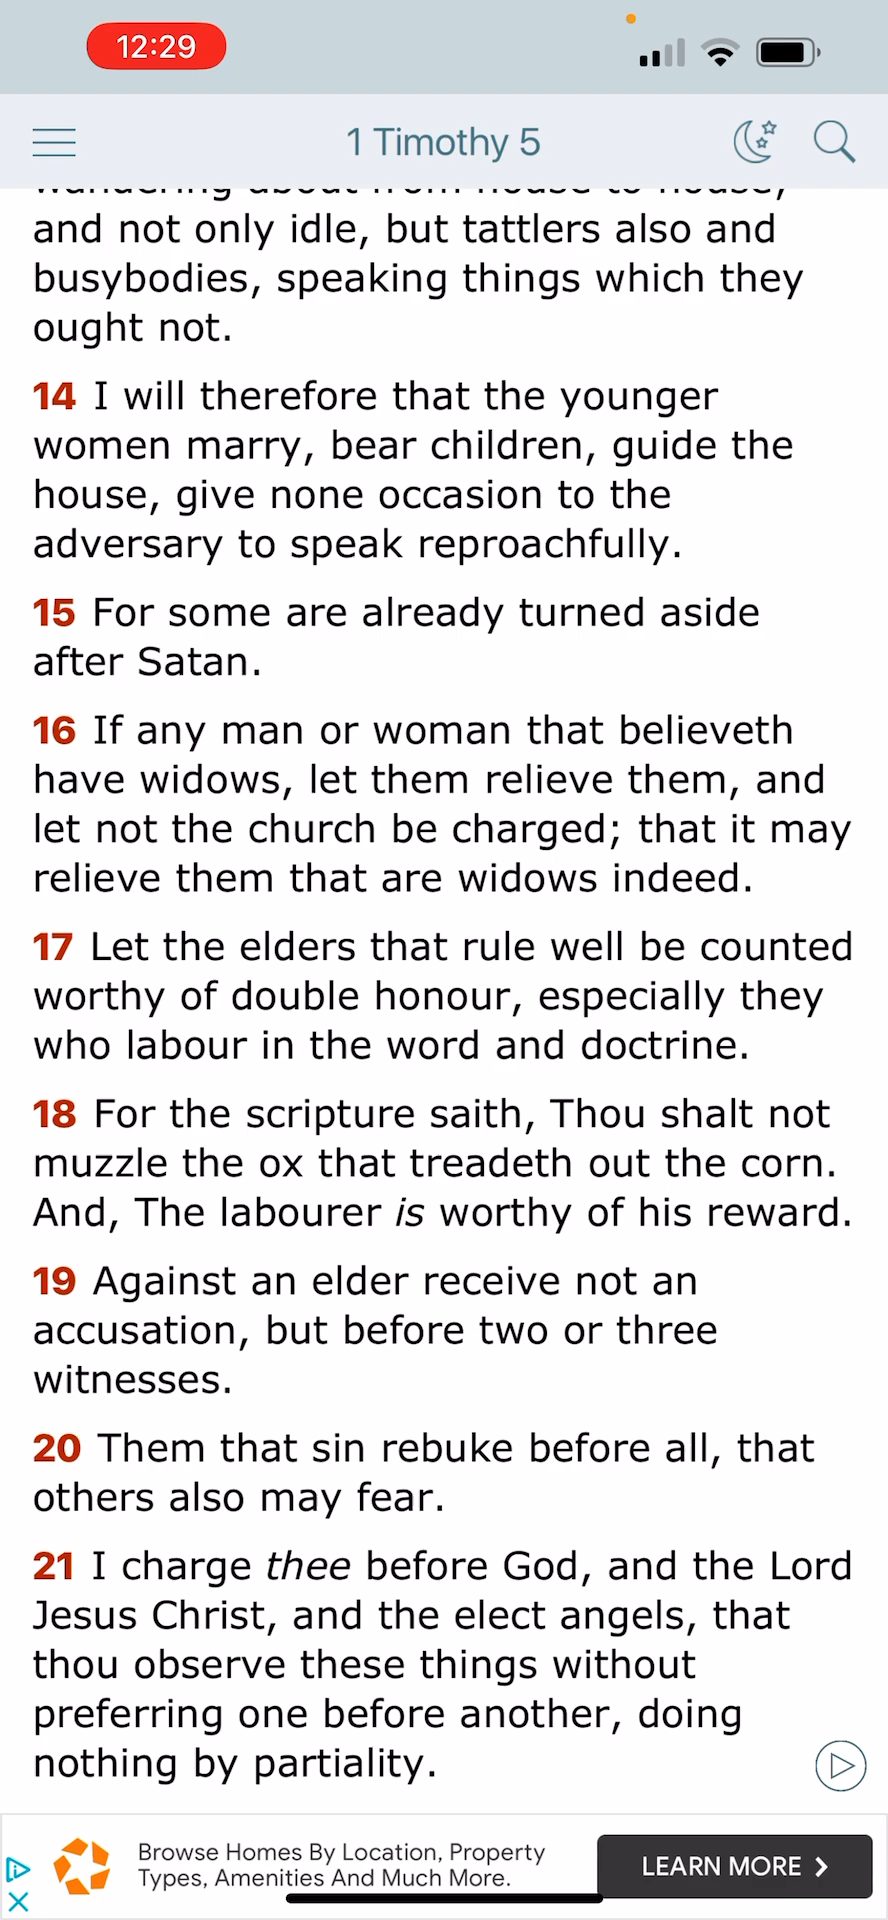 12:29
1 Timothy 5
wandering about from house to house,
and not only idle, but tattlers also and
busybodies, speaking things which they
ought not.
14 I will therefore that the younger
women marry, bear children, guide the
house, give none occasion to the
adversary to speak reproachfully.
15 For some are already turned aside
after Satan.
16 If any man or woman that believeth
have widows, let them relieve them, and
let not the church be charged; that it may
relieve them that are widows indeed.
17 Let the elders that rule well be counted
worthy of double honour, especially they
who labour in the word and doctrine.
18 For the scripture saith, Thou shalt not
muzzle the ox that treadeth out the corn.
And, The labourer is worthy of his reward.
19 Against an elder receive not an
accusation, but before two or three
witnesses.
20 Them that sin rebuke before all, that
others also may fear.
21 I charge thee before God, and the Lord
Jesus Christ, and the elect angels, that
thou observe these things without
preferring one before another, doing
nothing by partiality.
Browse Homes By Location, Property
Types, Amenities And Much More.
LEARN MORE